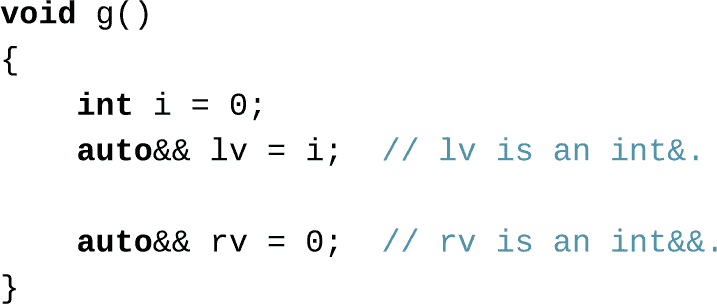 void g()
{
    int i = 0;
    auto&& lv = i;  // lv is an int&.
    auto&& rv = 0;  // rv is an int&&.
}